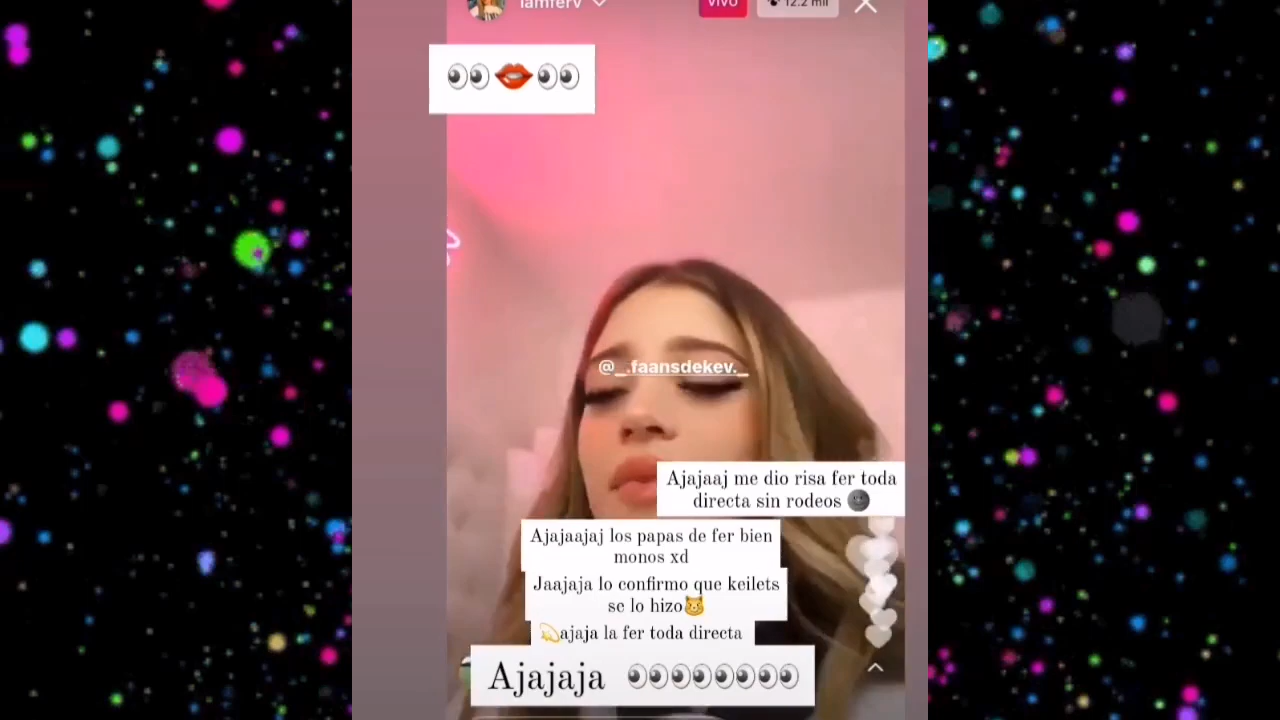 iamferv
VIVO
12.2 mil
👀👄👀
@_.faansdekev._
Ajajaaj me dio risa fer toda
directa sin rodeos 🌚
Ajajaajaj los papas de fer bien
monos xd
Jaajaja lo confirmo que keilets
se lo hizo😼
💫ajaja la fer toda directa
Ajajaja 👀👀👀👀